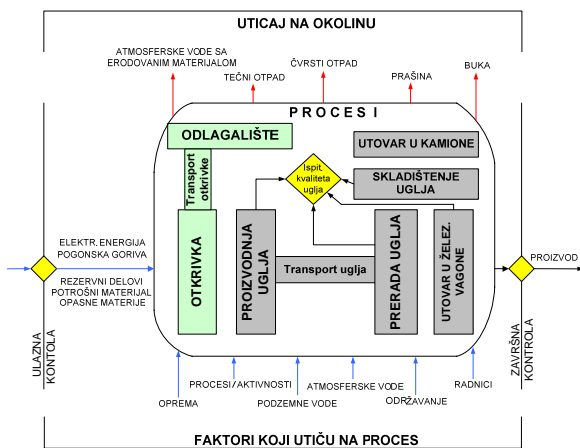 UTICAJ NA OKOLINU
ATMOSFERSKE VODE SA
ERODOVANIM MATERIJALOM
TEČNI OTPAD
ČVRSTI OTPAD
PRAŠINA
BUKA
P R O C E S I
ODLAGALIŠTE
Transport
otkrivke
OTKRIVKA
Ispit.
kvaliteta
uglja
UTOVAR U KAMIONE
SKLADIŠTENJE
UGLJA
PROIZVODNJA
UGLJA
Transport uglja
PRERADA UGLJA
UTOVAR U ŽELEZ.
VAGONE
ELEKTR.ENERGIJA
POGONSKA GORIVA
REZERVNI DELOVI
POTROŠNI MATERIJAL
OPASNE MATERIJE
ULAZNA
KONTOLA
PROIZVOD
ZAVRŠNA
KONTROLA
OPREMA
PROCESI/AKTIVNOSTI
PODZEMNE VODE
ATMOSFERSKE VODE
ODRŽAVANJE
RADNICI
FAKTORI KOJI UTIČU NA PROCES